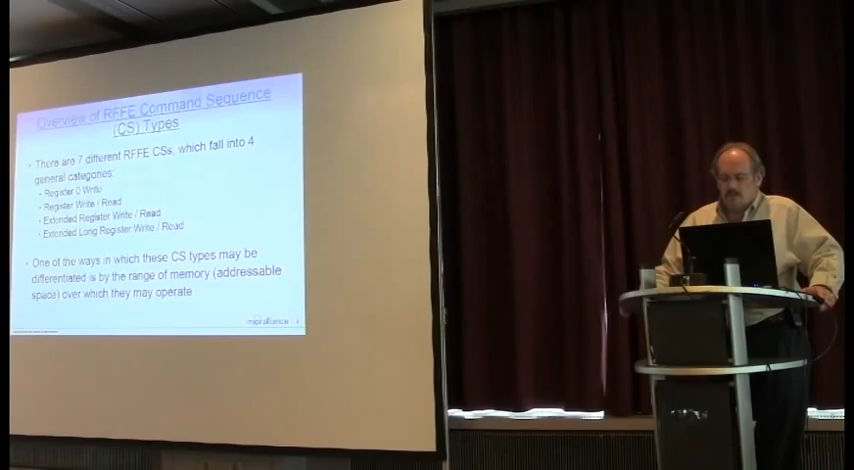 Overview of RFFE Command Sequence
(CS) Types
• There are 7 different RFFE CSs, which fall into 4
general categories:
• Register 0 Write
• Register Write / Read
• Extended Register Write / Read
• Extended Long Register Write / Read
• One of the ways in which these CS types may be
differentiated is by the range of memory (addressable
space) over which they may operate
mipi alliance